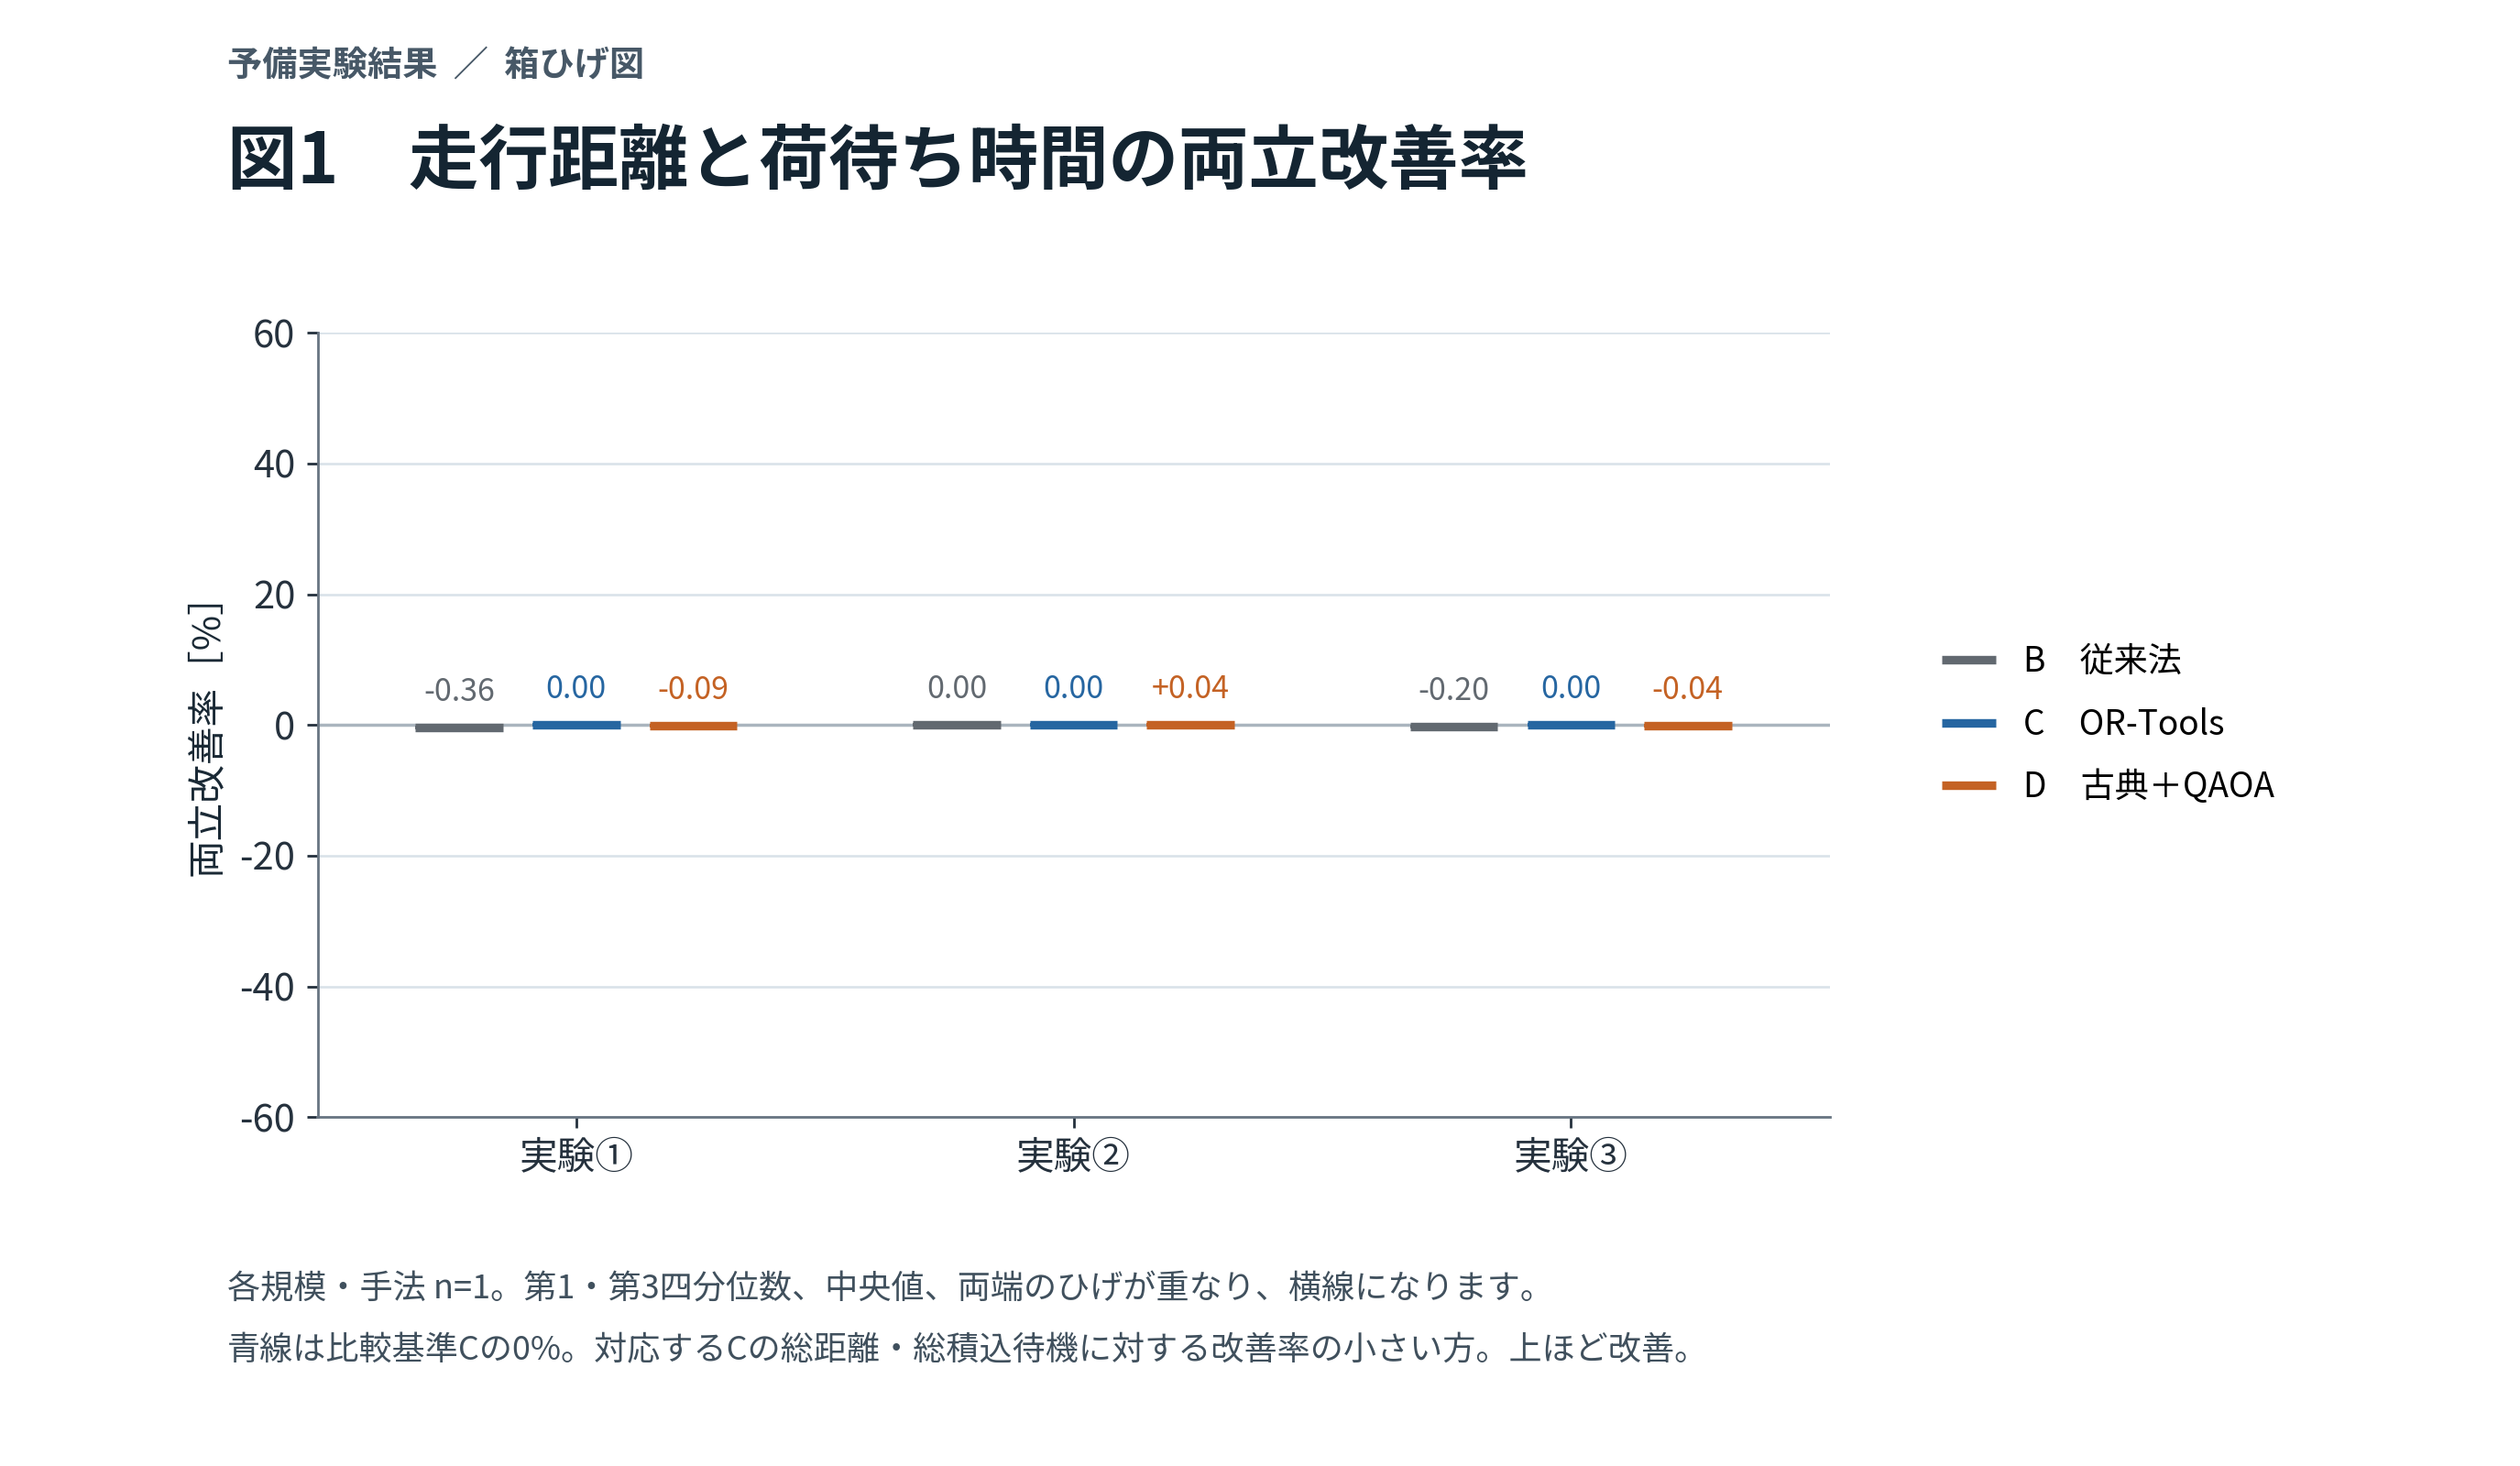 予備実験結果 ／ 箱ひげ図
図1　走行距離と荷待ち時間の両立改善率
両立改善率 [%]
60
40
20
0
-20
-40
-60
-0.36 0.00 -0.09 0.00 0.00 +0.04 -0.20 0.00 -0.04
実験① 実験② 実験③
B 従来法
C OR-Tools
D 古典＋QAOA
各規模・手法 n=1。第1・第3四分位数、中央値、両端のひげが重なり、横線になります。
青線は比較基準Cの0%。対応するCの総距離・総積込待機に対する改善率の小さい方。上ほど改善。